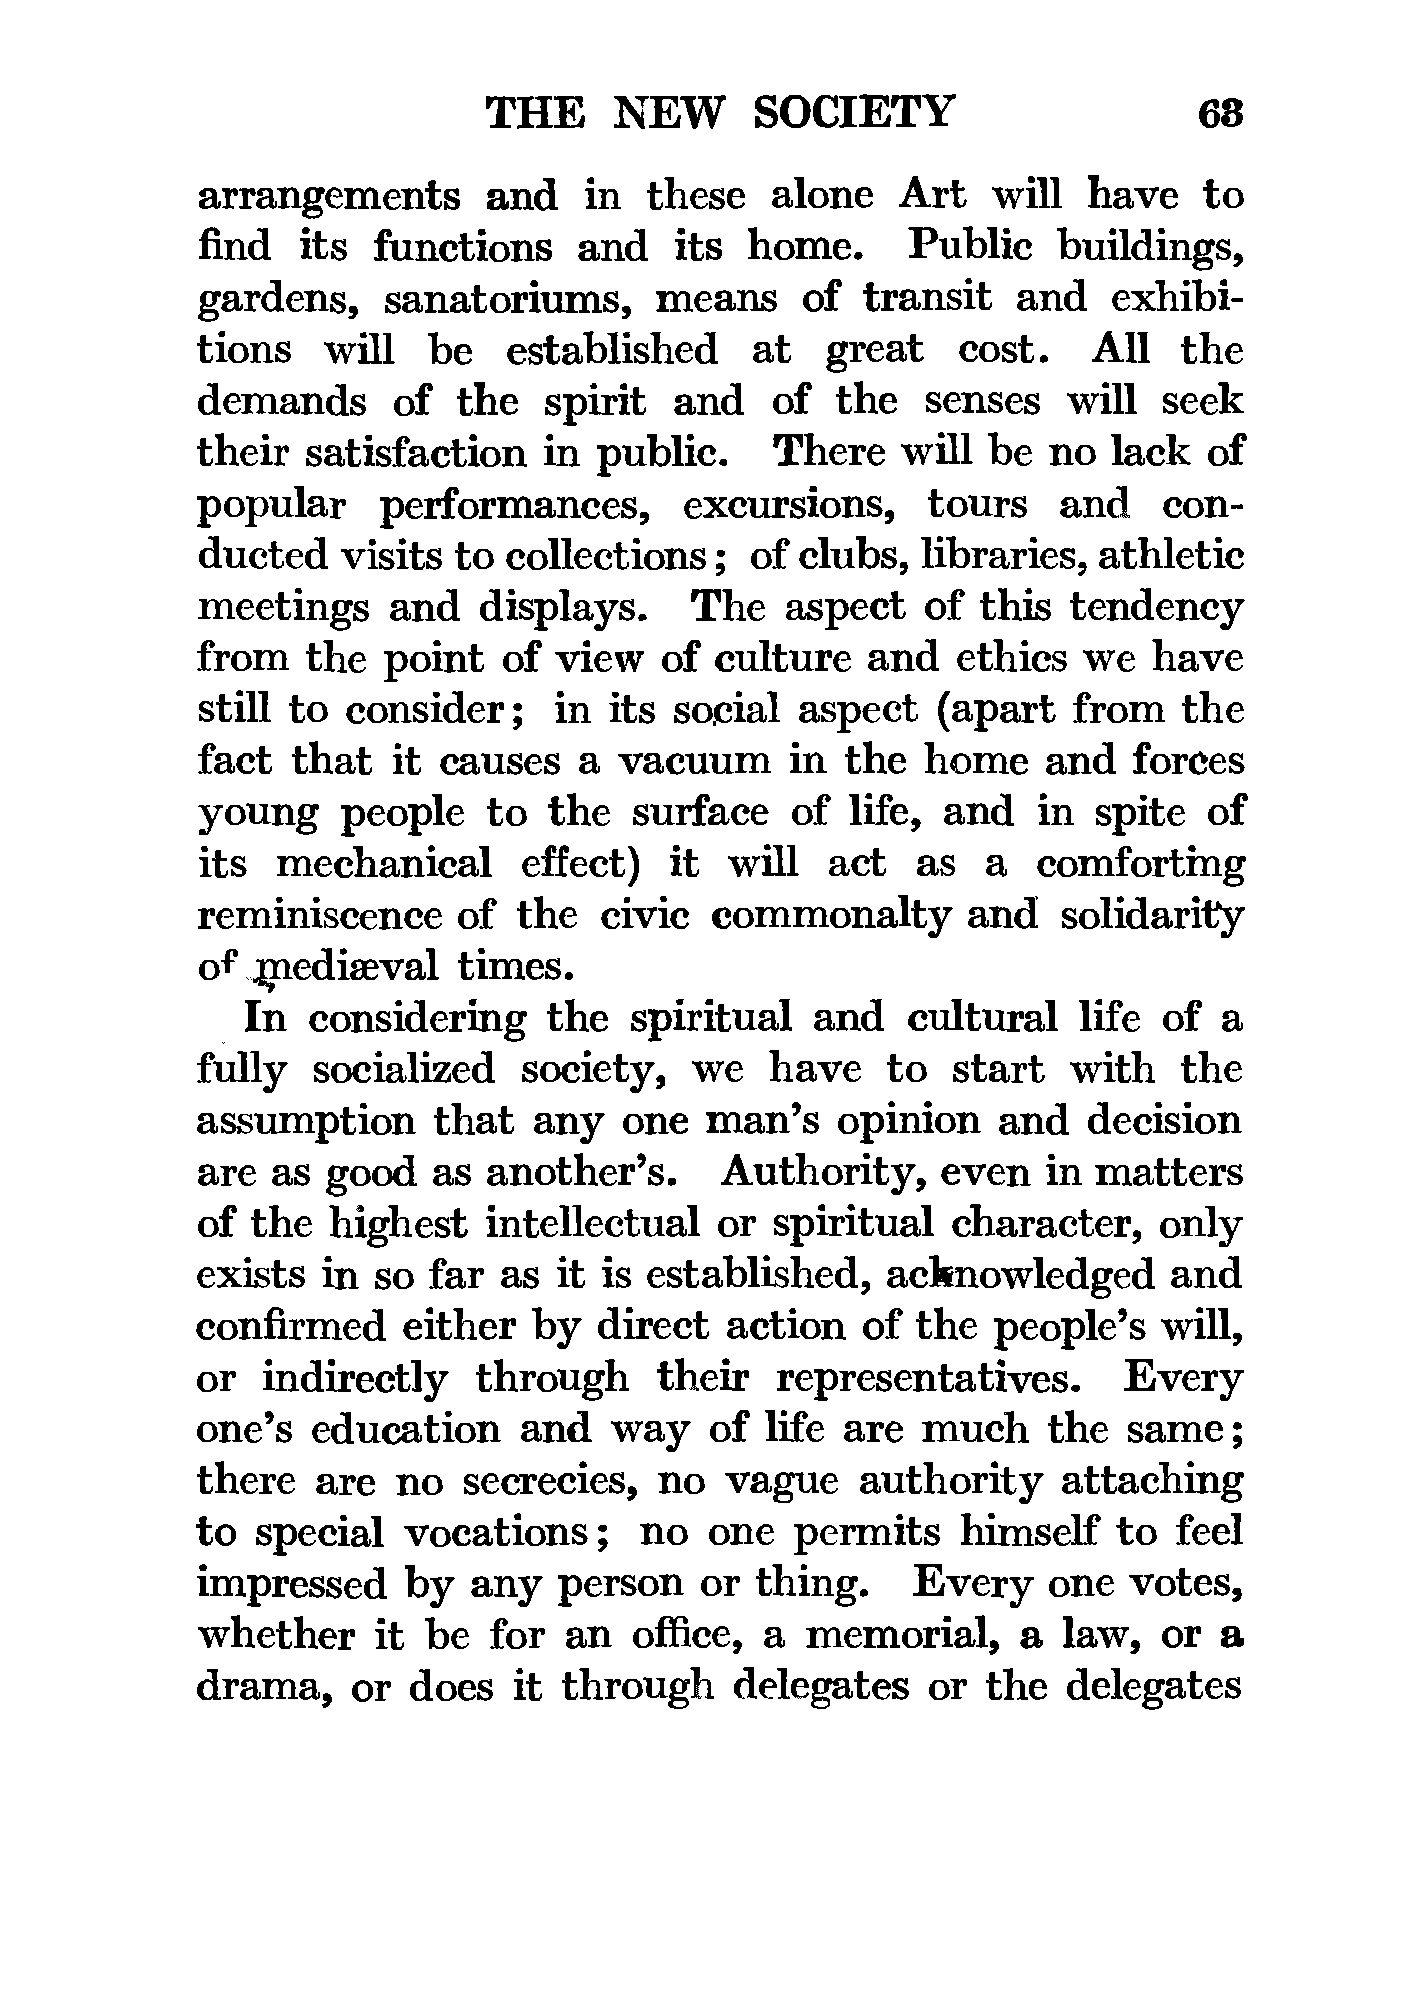 THE NEW SOCIETY 63
arrangements and in these alone Art will have to
find its functions and its home. Public buildings,
gardens, sanatoriums, means of transit and exhibi-
tions will be established at great cost. All the
demands of the spirit and of the senses will seek
their satisfaction in public. There will be no lack of
popular performances, excursions, tours and con-
ducted visits to collections; of clubs, libraries, athletic
meetings and displays. The aspect of this tendency
from the point of view of culture and ethics we have
still to consider; in its social aspect (apart from the
fact that it causes a vacuum in the home and forces
young people to the surface of life, and in spite of
its mechanical effect) it will act as a comforting
reminiscence of the civic commonalty and solidarity
of mediæval times.
In considering the spiritual and cultural life of a
fully socialized society, we have to start with the
assumption that any one man's opinion and decision
are as good as another's. Authority, even in matters
of the highest intellectual or spiritual character, only
exists in so far as it is established, acknowledged and
confirmed either by direct action of the people's will,
or indirectly through their representatives. Every
one's education and way of life are much the same;
there are no secrecies, no vague authority attaching
to special vocations; no one permits himself to feel
impressed by any person or thing. Every one votes,
whether it be for an office, a memorial, a law, or a
drama, or does it through delegates or the delegates